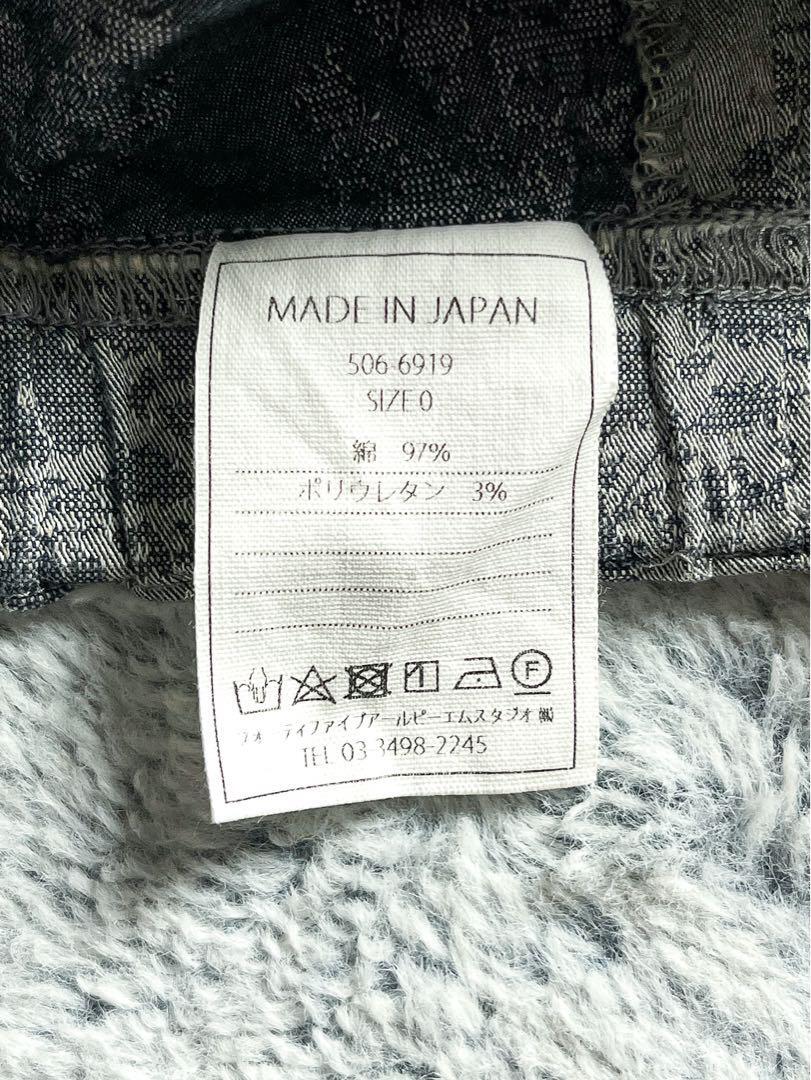 MADE IN JAPAN
506-6919
SIZE 0
綿 97%
ポリウレタン 3%
F
フォーティファイブアールピーエムスタジオ㈱
TEL 03-3498-2245